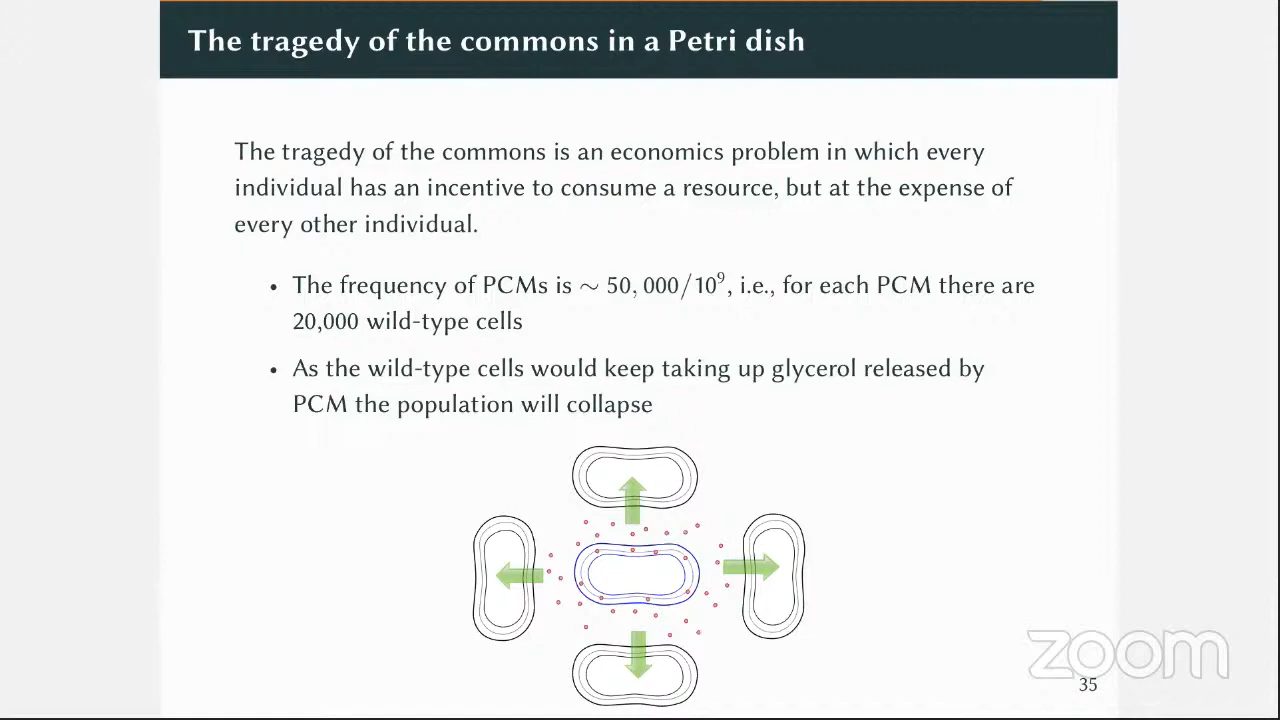 The tragedy of the commons in a Petri dish
The tragedy of the commons is an economics problem in which every
individual has an incentive to consume a resource, but at the expense of
every other individual.
• The frequency of PCMs is ∼ 50, 000/10⁹, i.e., for each PCM there are
20,000 wild-type cells
• As the wild-type cells would keep taking up glycerol released by
PCM the population will collapse
zoom
35